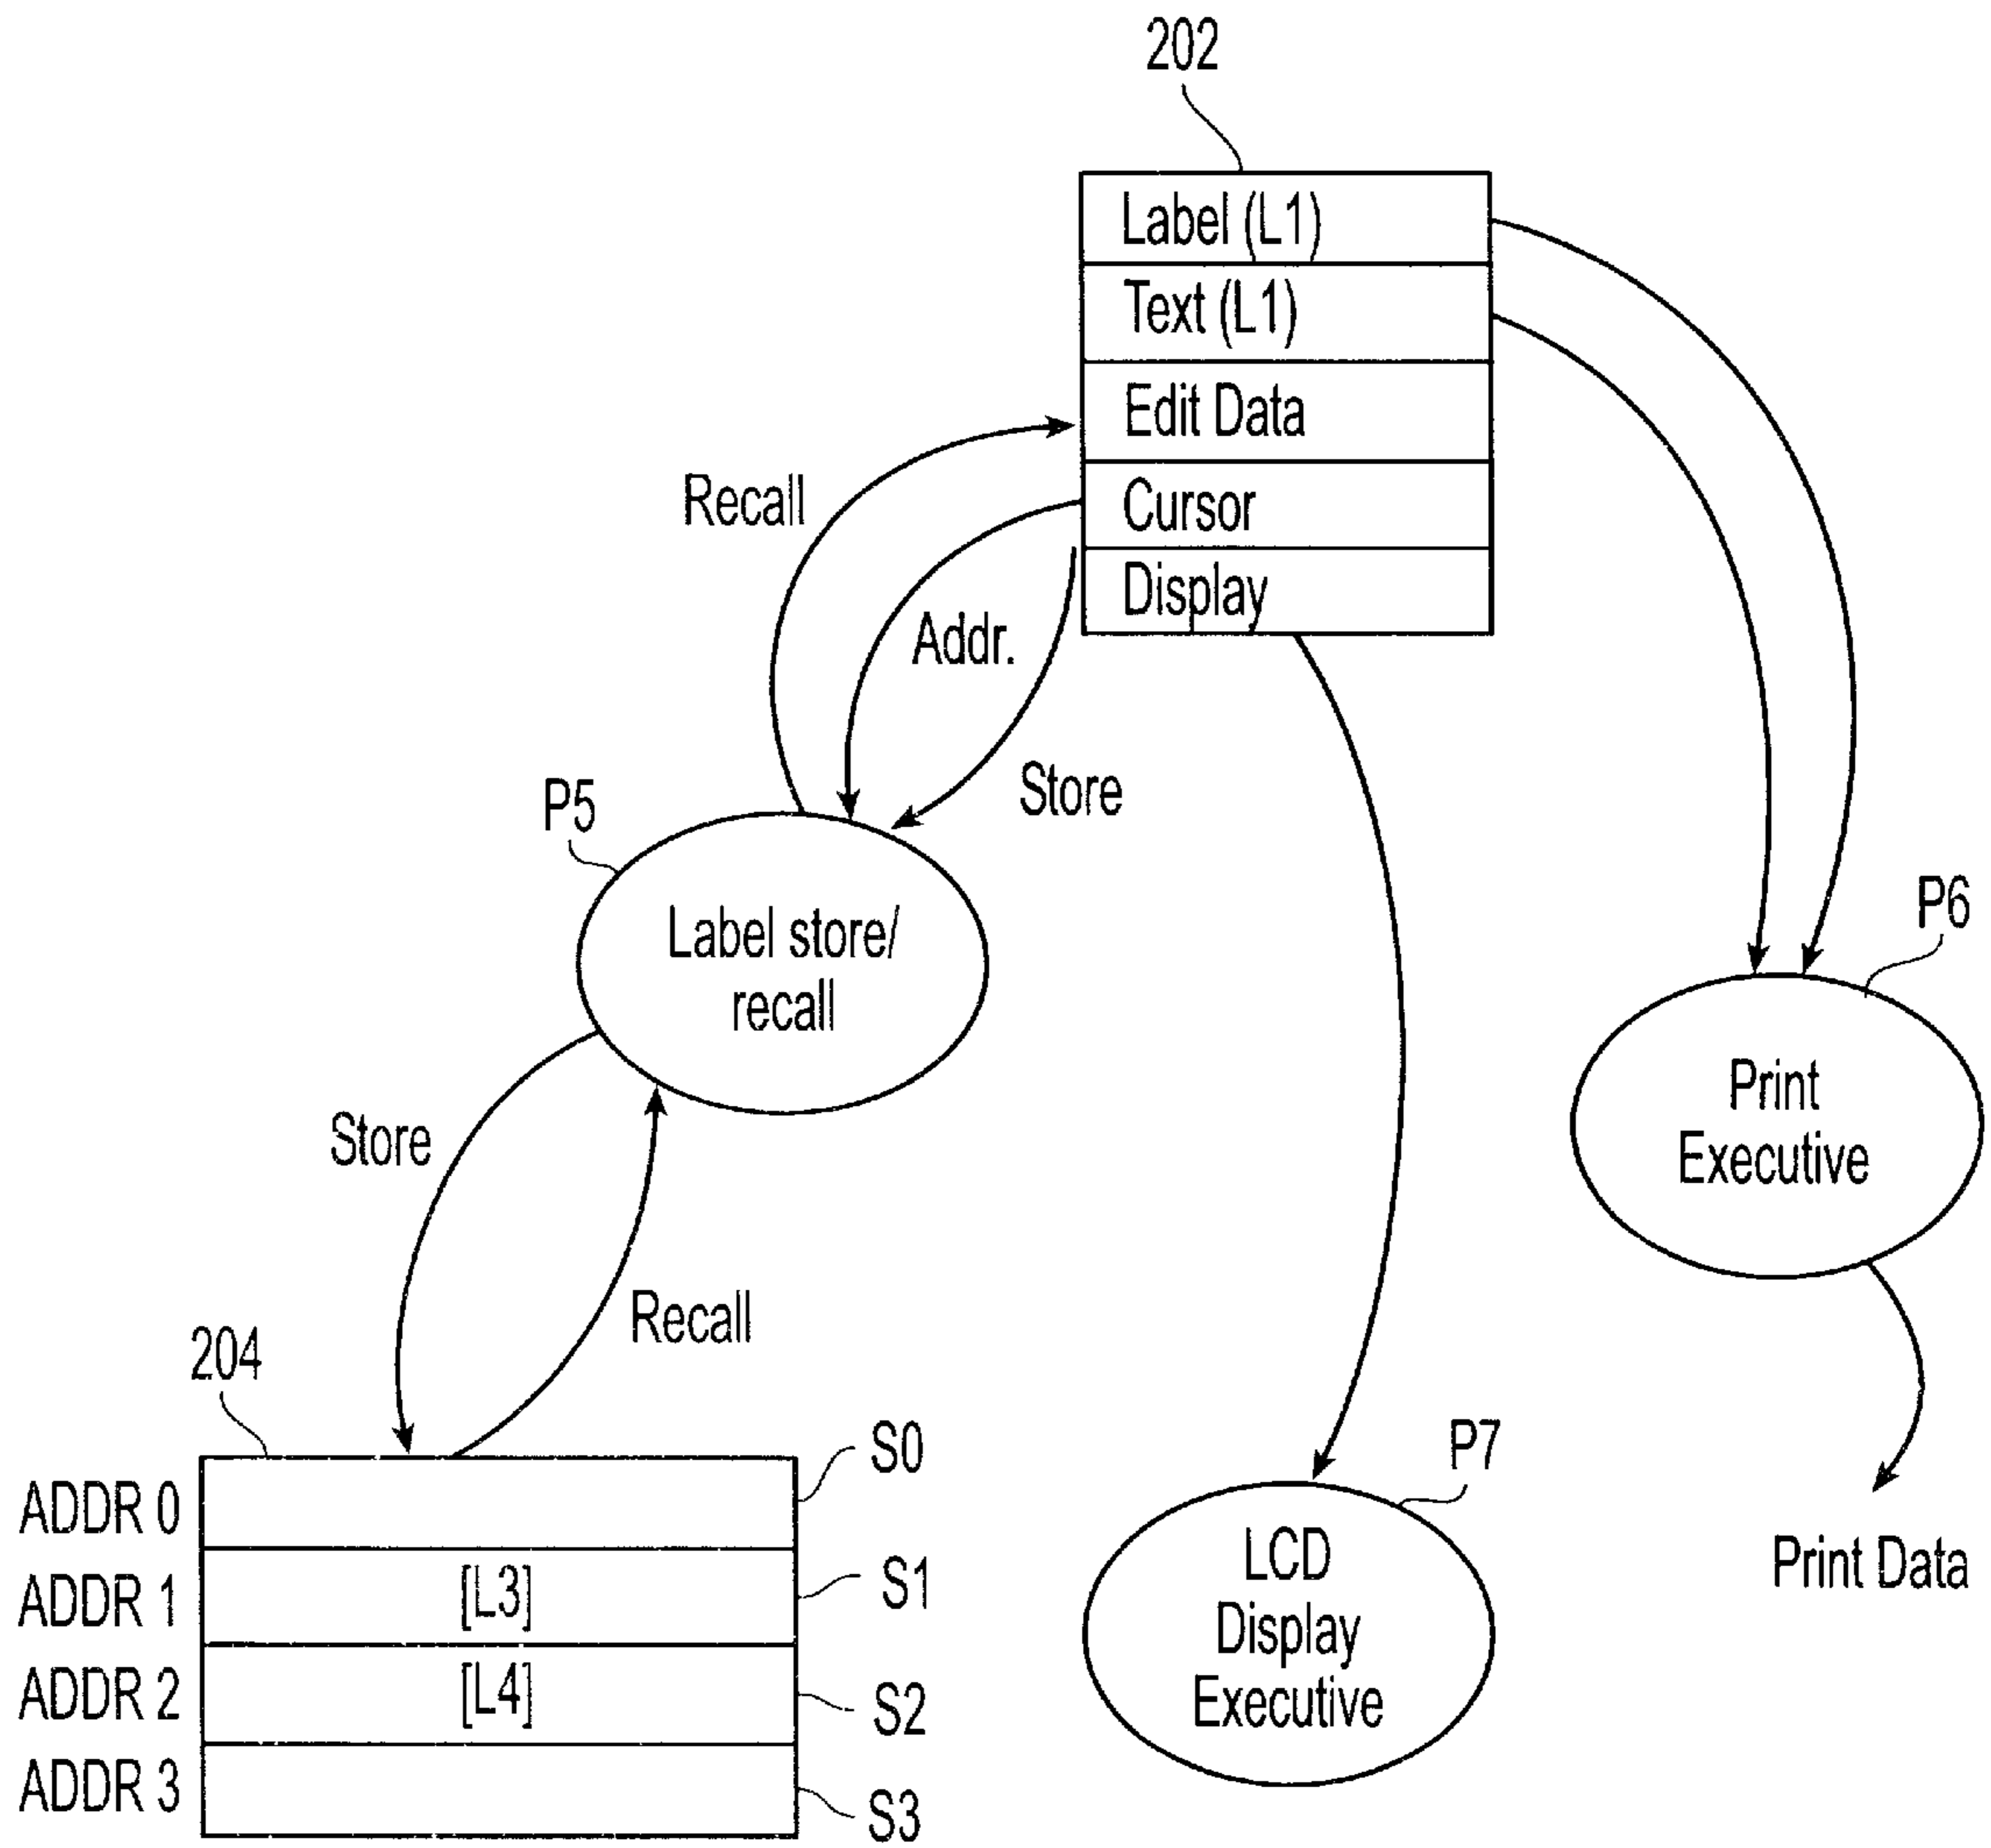 202
Label (L1)
Text (L1)
Edit Data
Cursor
Display
Recall
Addr.
Store
P5
Label store/
recall
P6
Print
Executive
Store
Recall
204
S0
ADDR 0
ADDR 1
[L3]
S1
ADDR 2
[L4]
S2
ADDR 3
S3
P7
LCD
Display
Executive
Print Data